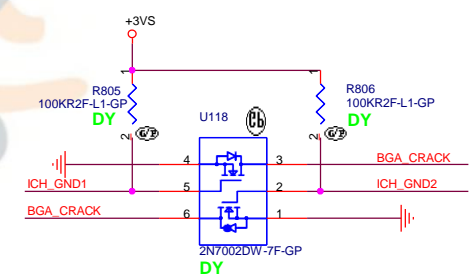 +3VS
R805
100KR2F-L1-GP
DY
1
2
G/P
R806
100KR2F-L1-GP
DY
1
2
G/P
U118
Pb
4
3
BGA_CRACK
ICH_GND1
5
2
ICH_GND2
BGA_CRACK
6
1
2N7002DW-7F-GP
DY